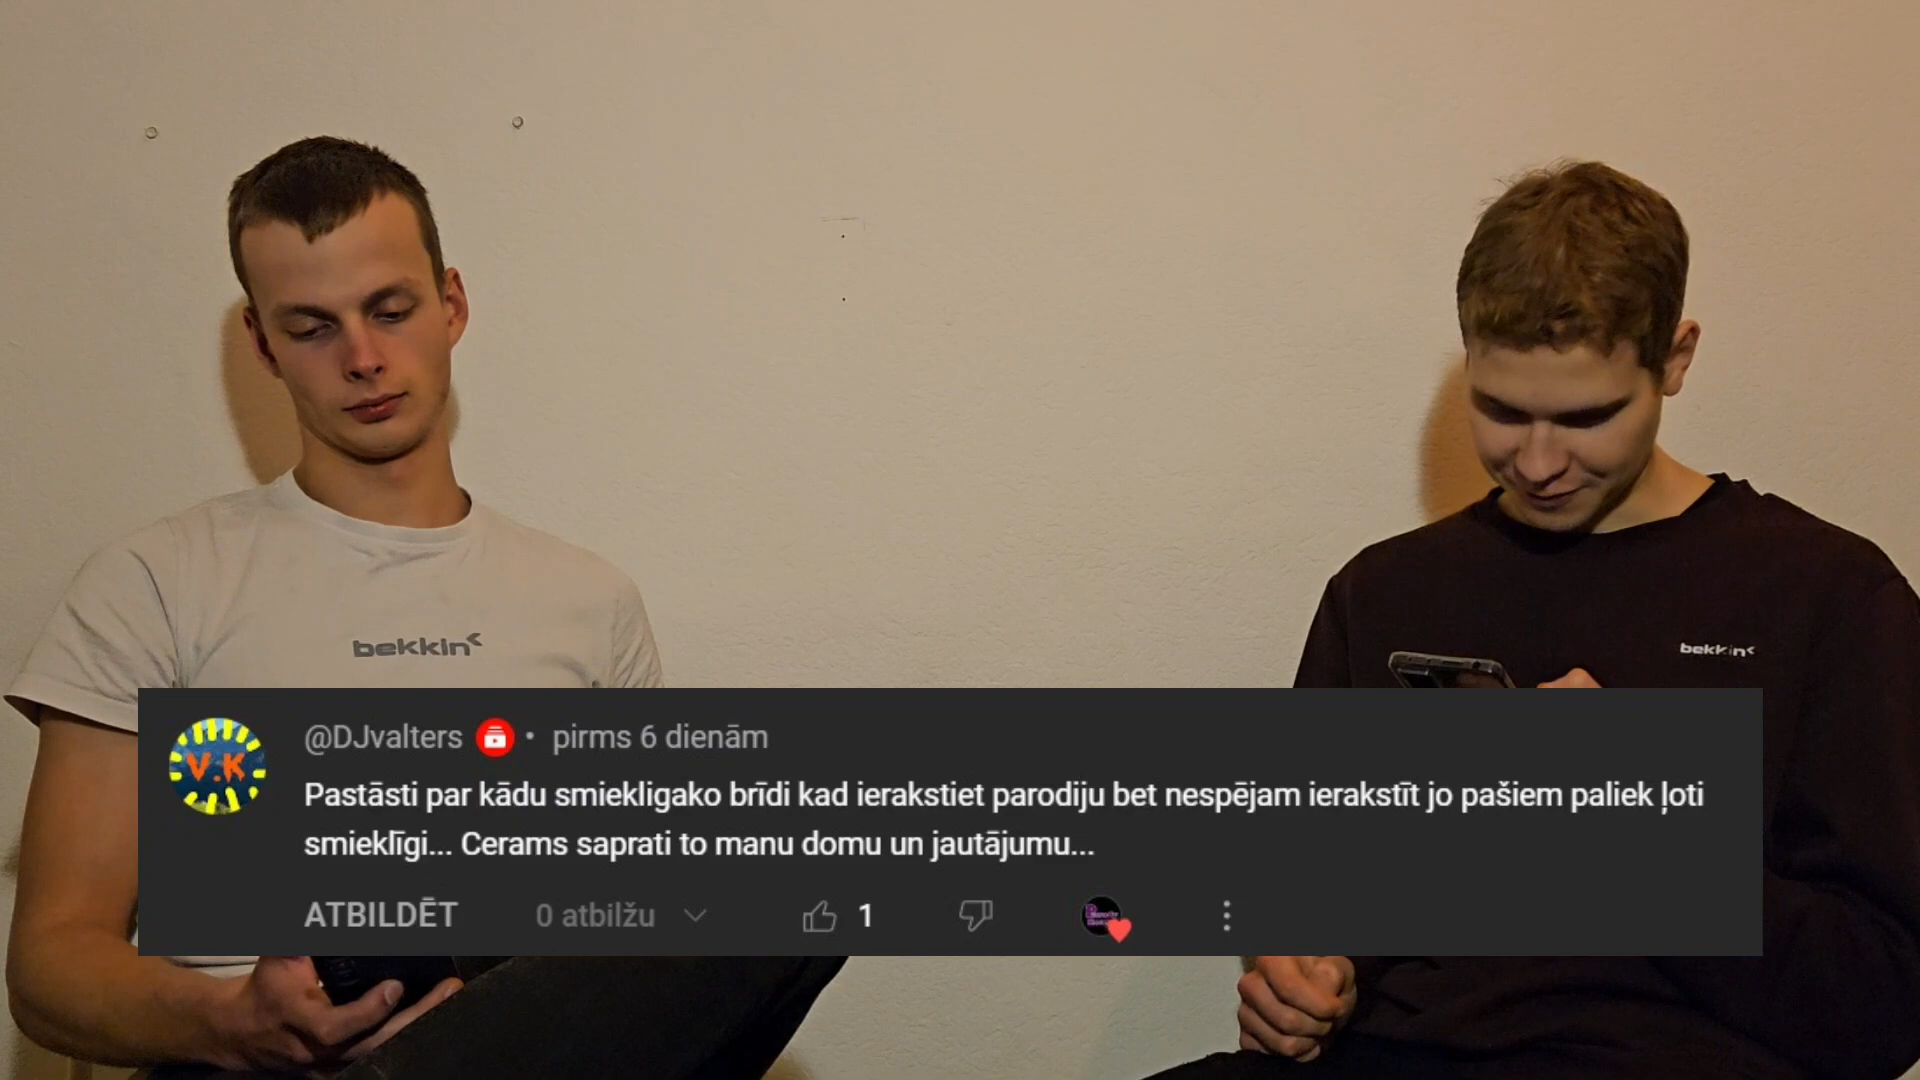 bekkin<
bekkin<
V.K
@DJvalters • pirms 6 dienām
Pastāsti par kādu smiekligako brīdi kad ierakstiet parodiju bet nespējam ierakstīt jo pašiem paliek ļoti
smieklīgi... Cerams saprati to manu domu un jautājumu...
ATBILDĒT 0 atbilžu 1